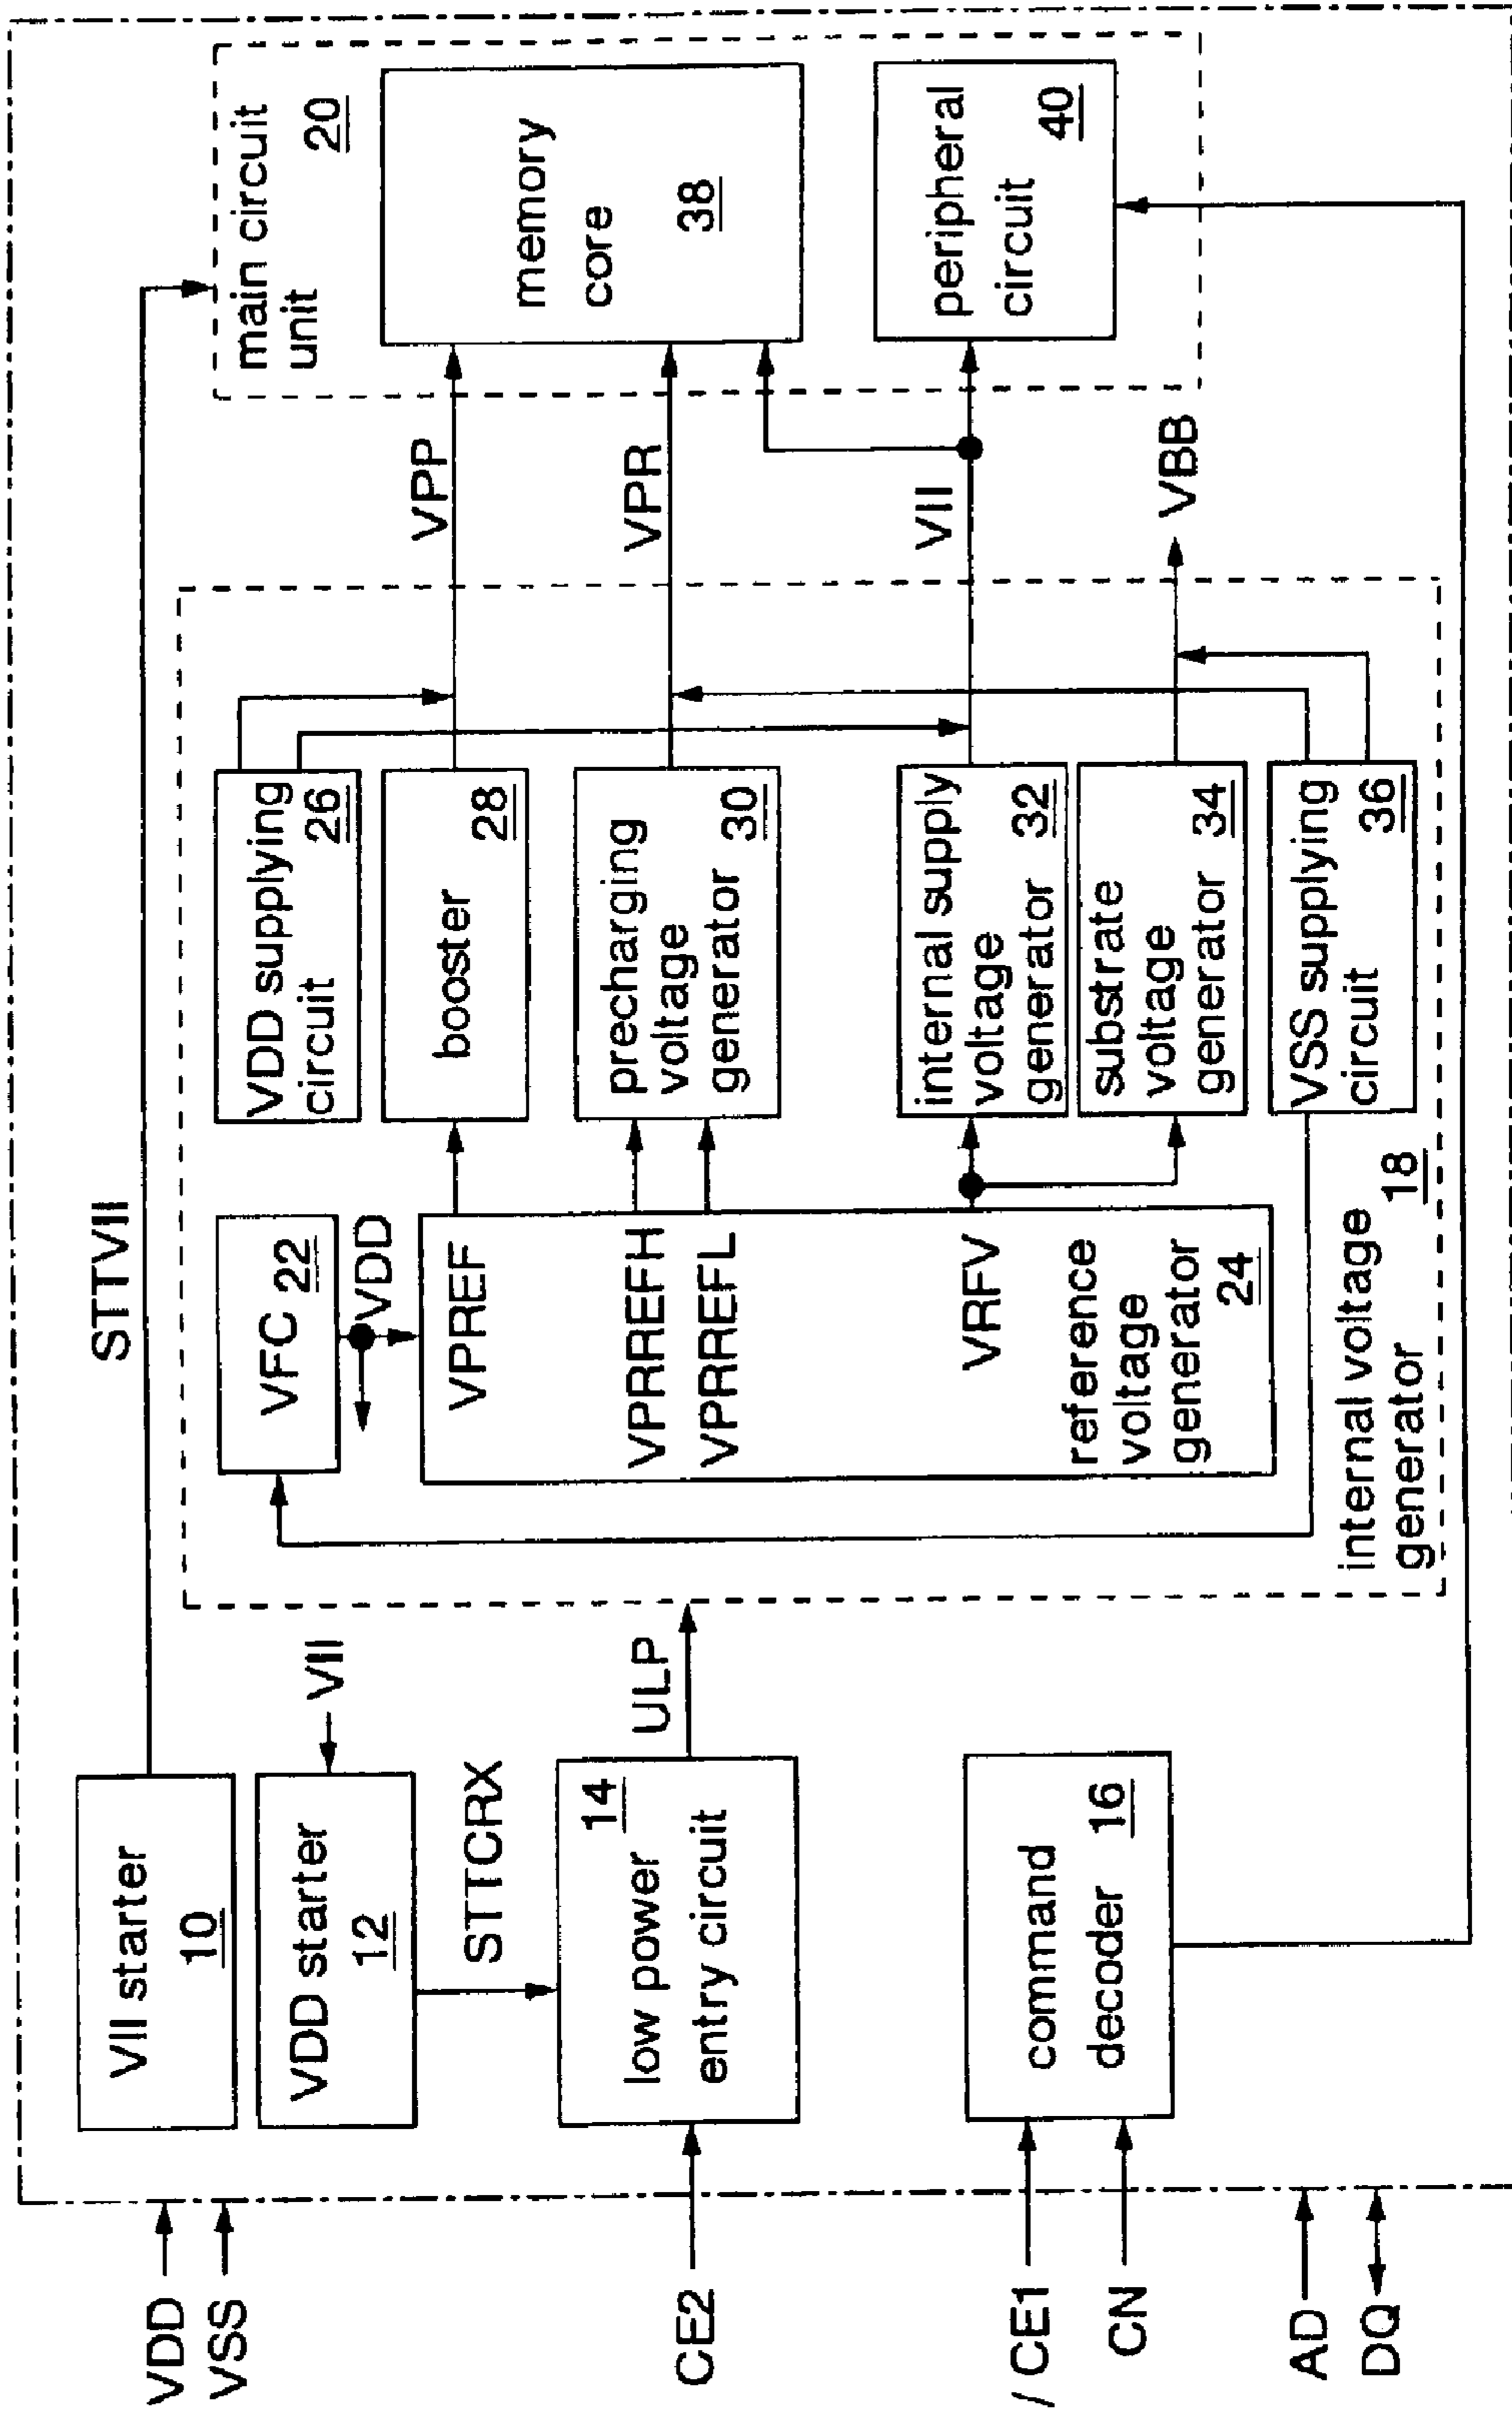 VDD
VSS
CE2
/ CE1
CN
AD
DQ
VII starter
10
VDD starter
12
VII
STTCRX
14
low power
entry circuit
ULP
command
decoder 16
STTVII
VFC 22
VDD
VPREF
VPRREFH
VPRREFL
VRFV
reference
voltage
generator
24
internal voltage
generator 18
VDD supplying
circuit 26
booster 28
precharging
voltage
generator 30
internal supply
voltage
generator 32
substrate
voltage
generator 34
VSS supplying
circuit 36
VPP
VPR
VII
VBB
main circuit
unit 20
memory
core
38
peripheral
circuit 40